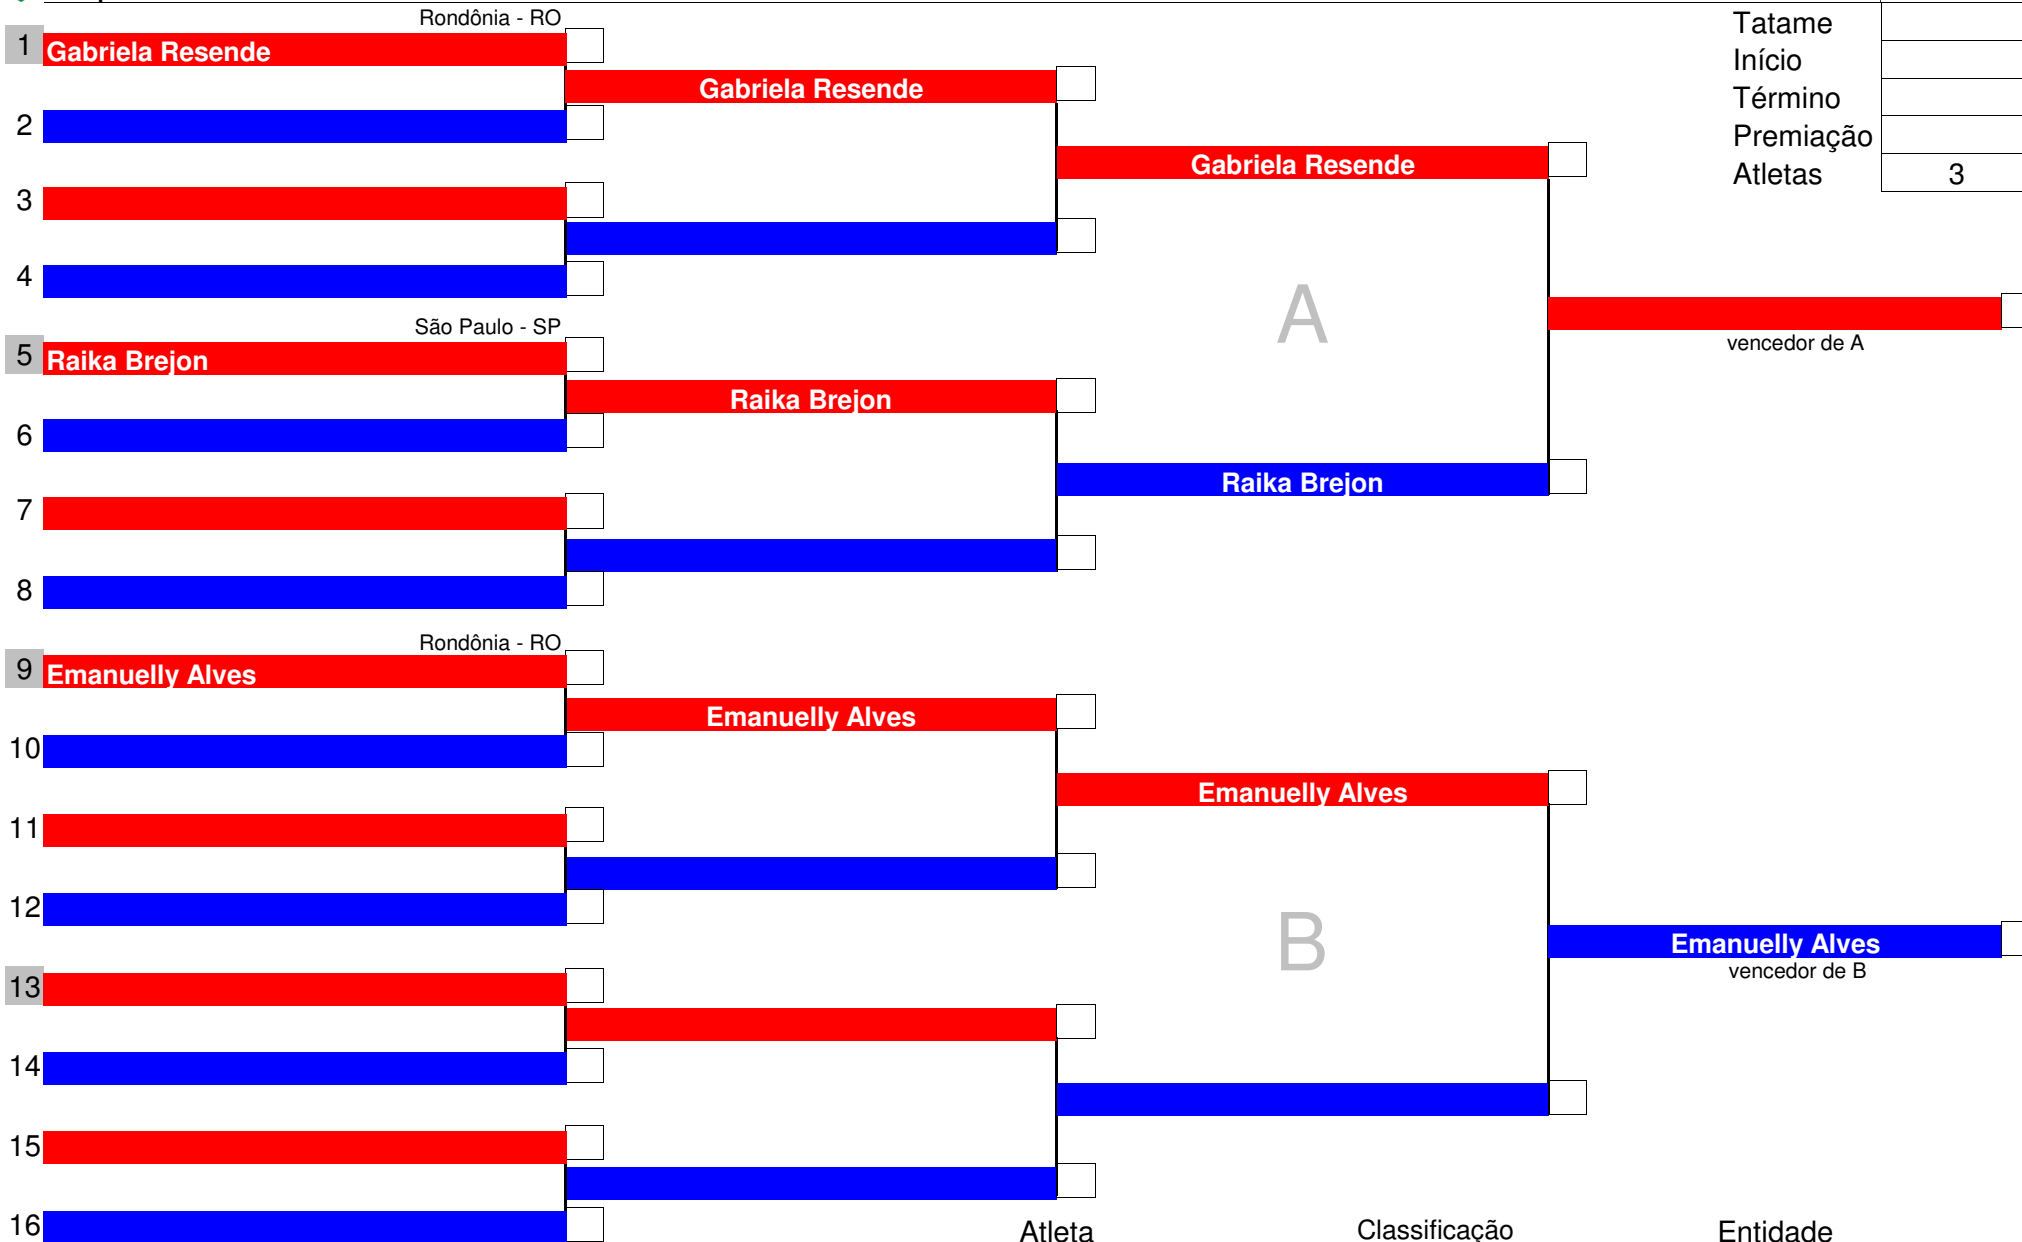 Rondônia - RO
Tatame
1 Gabriela Resende
Início
Gabriela Resende
Término
2
Premiação
Gabriela Resende
Atletas 3
3
4
A
São Paulo - SP
vencedor de A
5 Raika Brejon
Raika Brejon
6
Raika Brejon
7
8
Rondônia - RO
9 Emanuelly Alves
Emanuelly Alves
10
Emanuelly Alves
11
12
B
Emanuelly Alves
vencedor de B
13
14
15
16
Atleta Classificação Entidade